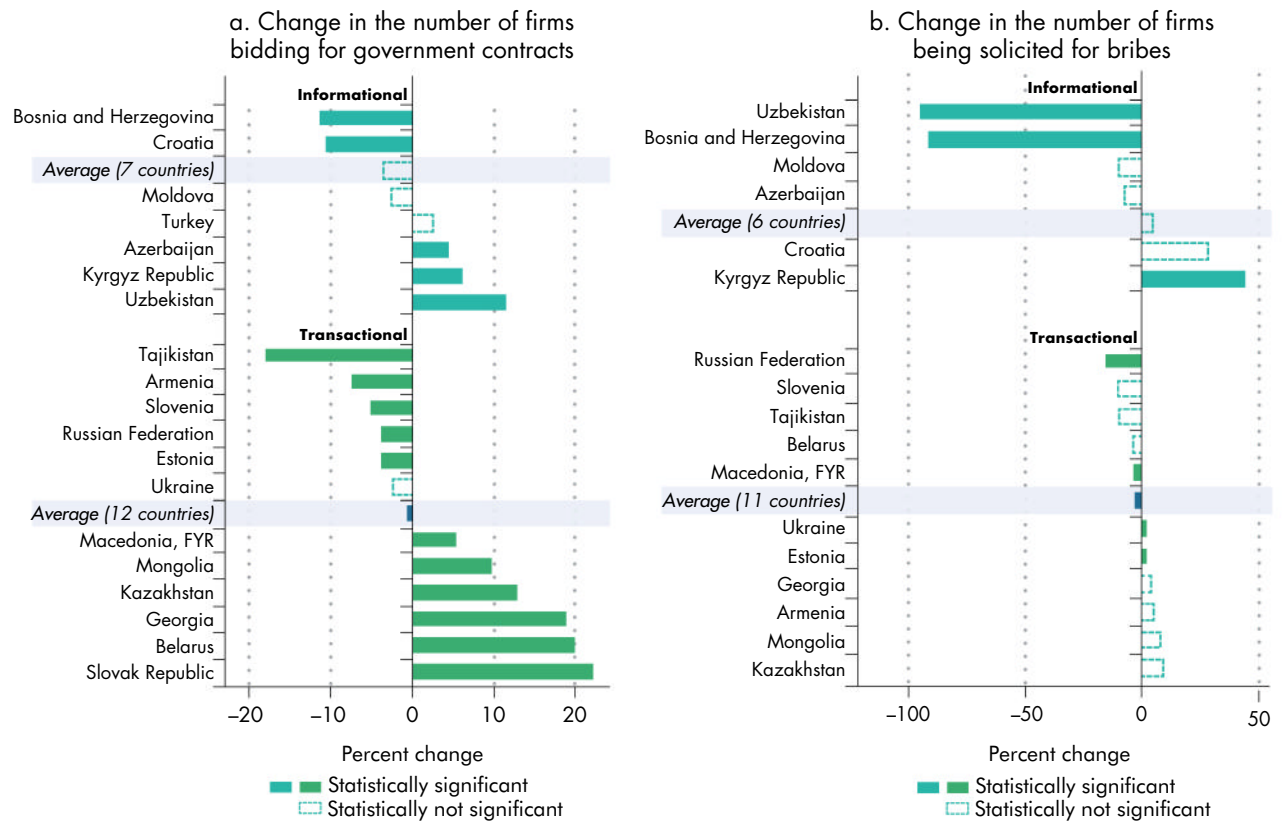 a. Change in the number of firms
bidding for government contracts
Informational
Bosnia and Herzegovina
Croatia
Average (7 countries)
Moldova
Turkey
Azerbaijan
Kyrgyz Republic
Uzbekistan
Transactional
Tajikistan
Armenia
Slovenia
Russian Federation
Estonia
Ukraine
Average (12 countries)
Macedonia, FYR
Mongolia
Kazakhstan
Georgia
Belarus
Slovak Republic
–20 –10 0 10 20
Percent change
Statistically significant
Statistically not significant
b. Change in the number of firms
being solicited for bribes
Informational
Uzbekistan
Bosnia and Herzegovina
Moldova
Azerbaijan
Average (6 countries)
Croatia
Kyrgyz Republic
Transactional
Russian Federation
Slovenia
Tajikistan
Belarus
Macedonia, FYR
Average (11 countries)
Ukraine
Estonia
Georgia
Armenia
Mongolia
Kazakhstan
–100 –50 0 50
Percent change
Statistically significant
Statistically not significant